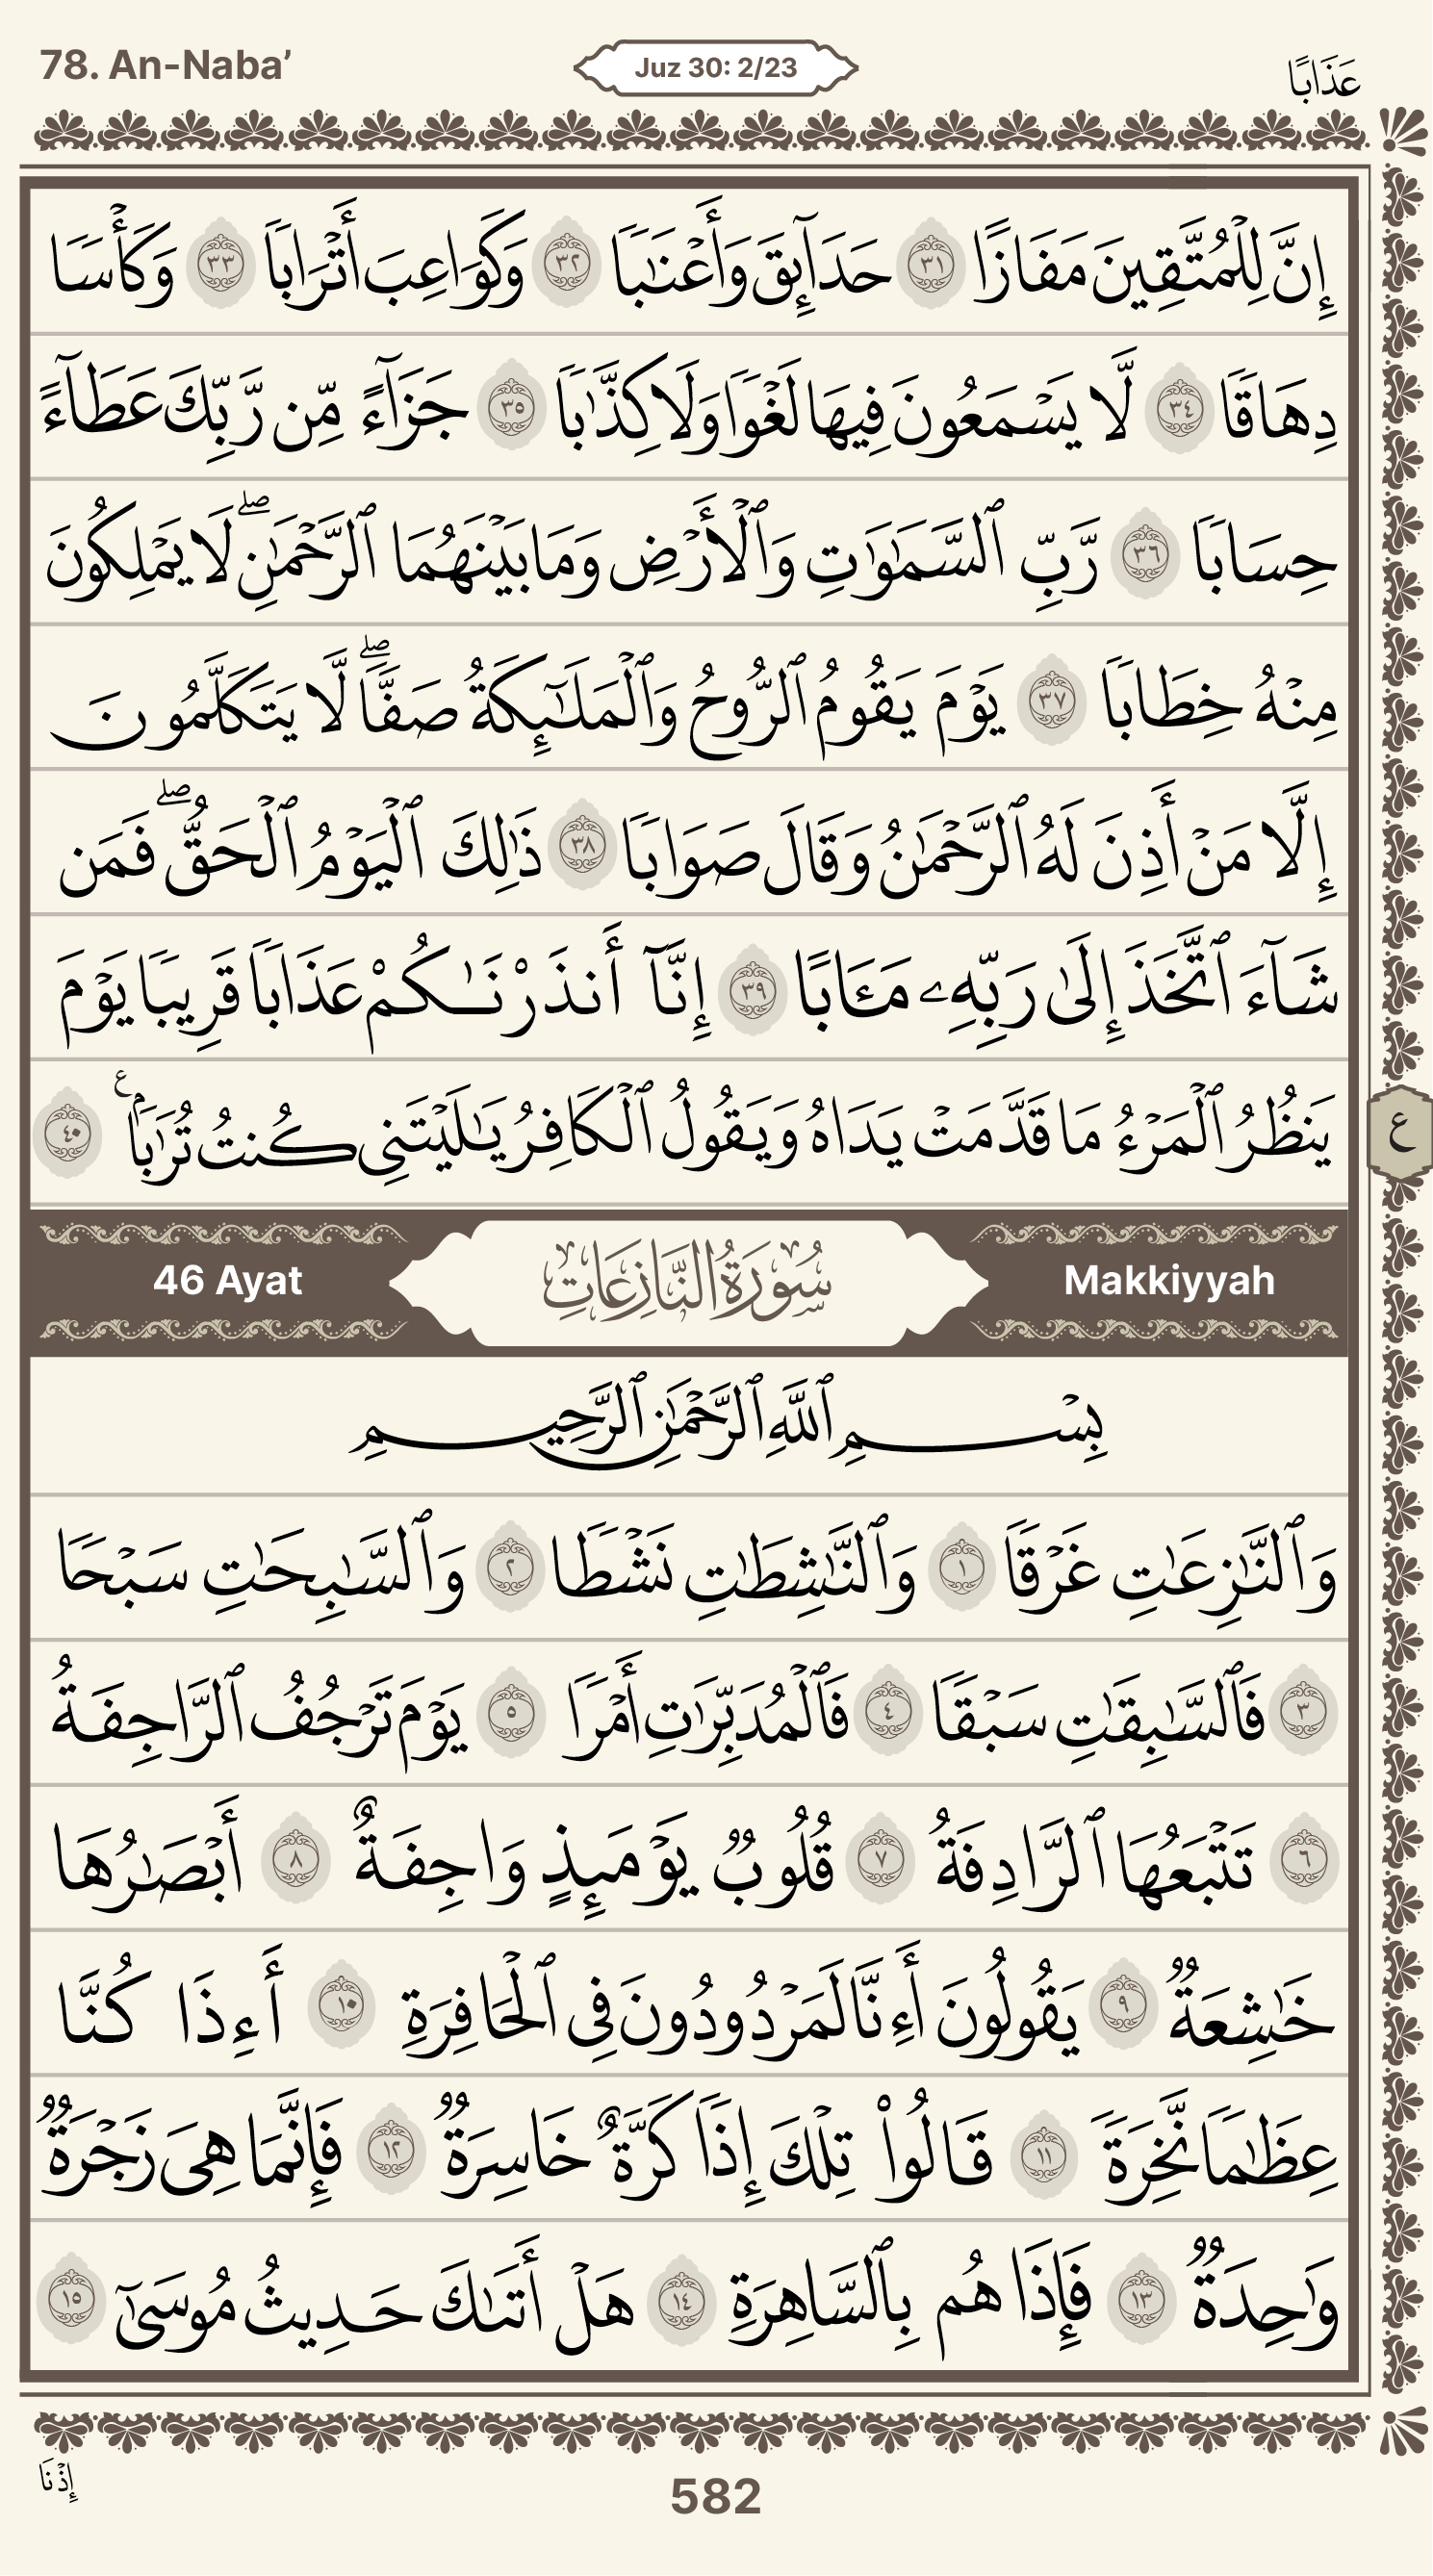 78. An-Naba’
Juz 30: 2/23
عَذَابًا
إِنَّ لِلْمُتَّقِينَ مَفَازًا ٣١ حَدَآئِقَ وَأَعْنَٰبًا ٣٢ وَكَوَاعِبَ أَتْرَابًا ٣٣ وَكَأْسًا
دِهَاقًا ٣٤ لَّا يَسْمَعُونَ فِيهَا لَغْوًا وَلَا كِذَّٰبًا ٣٥ جَزَآءً مِّن رَّبِّكَ عَطَآءً
حِسَابًا ٣٦ رَّبِّ ٱلسَّمَٰوَٰتِ وَٱلْأَرْضِ وَمَا بَيْنَهُمَا ٱلرَّحْمَٰنِ ۖ لَا يَمْلِكُونَ
مِنْهُ خِطَابًا ٣٧ يَوْمَ يَقُومُ ٱلرُّوحُ وَٱلْمَلَٰٓئِكَةُ صَفًّا ۖ لَّا يَتَكَلَّمُونَ
إِلَّا مَنْ أَذِنَ لَهُ ٱلرَّحْمَٰنُ وَقَالَ صَوَابًا ٣٨ ذَٰلِكَ ٱلْيَوْمُ ٱلْحَقُّ ۖ فَمَن
شَآءَ ٱتَّخَذَ إِلَىٰ رَبِّهِۦ مَـَٔابًا ٣٩ إِنَّآ أَنذَرْنَٰكُمْ عَذَابًا قَرِيبًا يَوْمَ
يَنظُرُ ٱلْمَرْءُ مَا قَدَّمَتْ يَدَاهُ وَيَقُولُ ٱلْكَافِرُ يَٰلَيْتَنِى كُنتُ تُرَٰبًۢا ع ٤٠
ع
46 Ayat
سُورَةُ النَّازِعَاتِ
Makkiyyah
بِسْمِ ٱللَّهِ ٱلرَّحْمَٰنِ ٱلرَّحِيمِ
وَٱلنَّٰزِعَٰتِ غَرْقًا ١ وَٱلنَّٰشِطَٰتِ نَشْطًا ٢ وَٱلسَّٰبِحَٰتِ سَبْحًا
٣ فَٱلسَّٰبِقَٰتِ سَبْقًا ٤ فَٱلْمُدَبِّرَٰتِ أَمْرًا ٥ يَوْمَ تَرْجُفُ ٱلرَّاجِفَةُ
٦ تَتْبَعُهَا ٱلرَّادِفَةُ ٧ قُلُوبٌ يَوْمَئِذٍ وَاجِفَةٌ ٨ أَبْصَٰرُهَا
خَٰشِعَةٌ ٩ يَقُولُونَ أَءِنَّا لَمَرْدُودُونَ فِى ٱلْحَافِرَةِ ١٠ أَءِذَا كُنَّا
عِظَٰمًا نَّخِرَةً ١١ قَالُوا۟ تِلْكَ إِذًا كَرَّةٌ خَاسِرَةٌ ١٢ فَإِنَّمَا هِىَ زَجْرَةٌ
وَٰحِدَةٌ ١٣ فَإِذَا هُم بِٱلسَّاهِرَةِ ١٤ هَلْ أَتَىٰكَ حَدِيثُ مُوسَىٰٓ ١٥
إِذْنَا
582